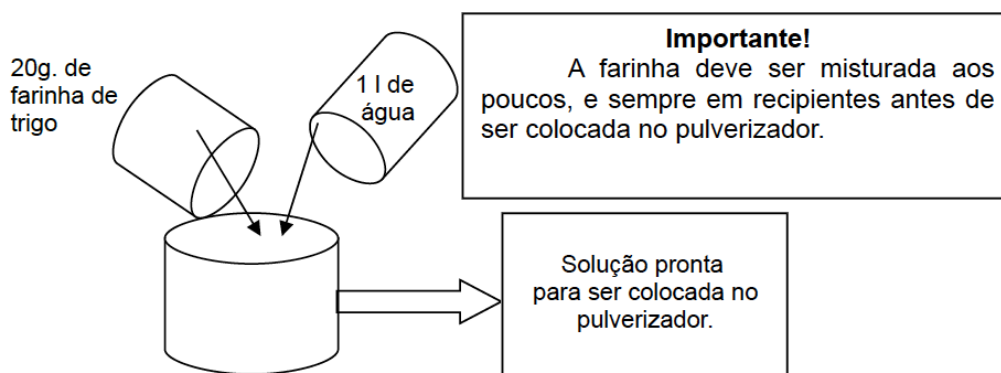 20g. de
farinha de
trigo
1 l de
água
Importante!
A farinha deve ser misturada aos
poucos, e sempre em recipientes antes de
ser colocada no pulverizador.
Solução pronta
para ser colocada no
pulverizador.